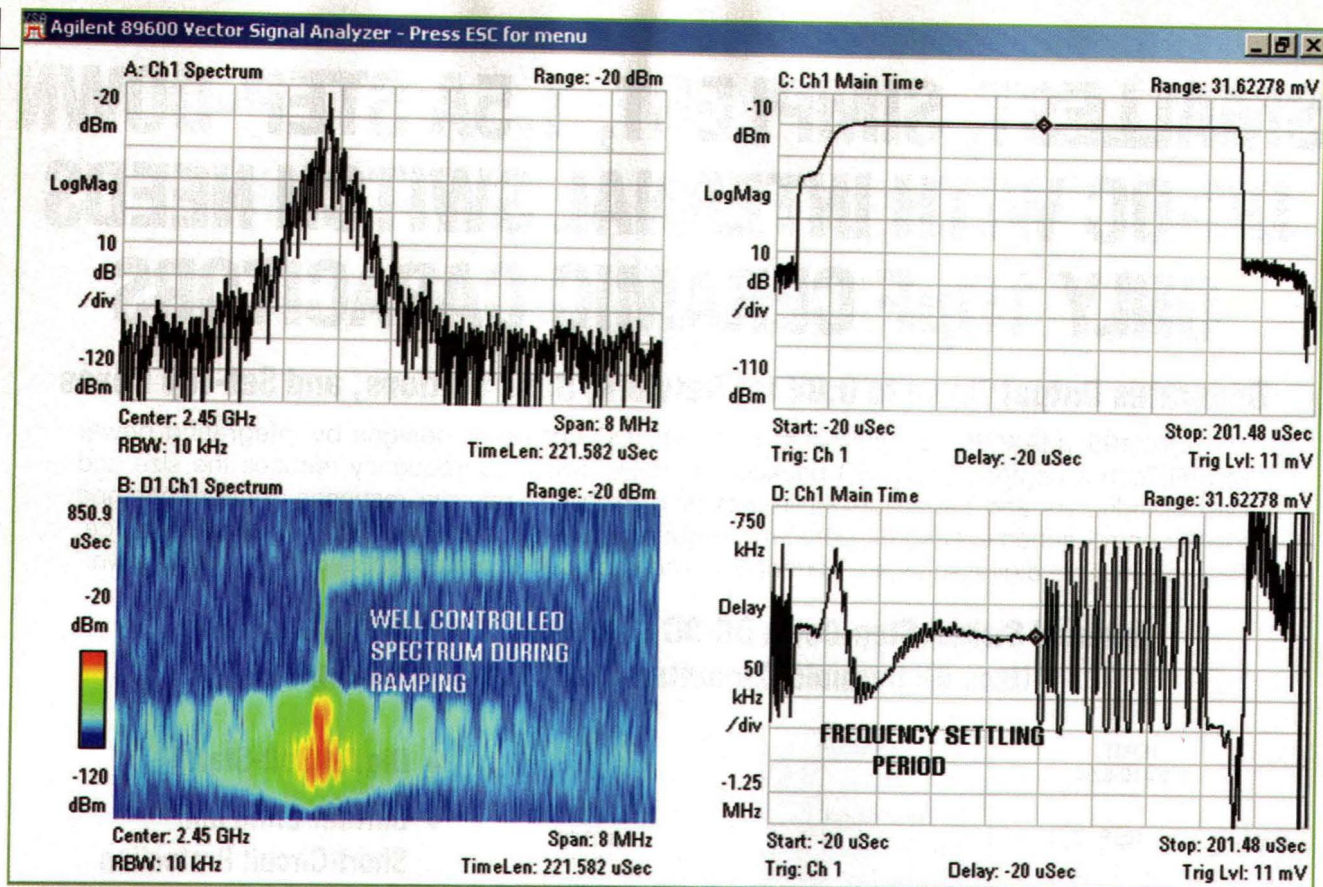 Agilent 89600 Vector Signal Analyzer - Press ESC for menu
A: Ch1 Spectrum
Range: -20 dBm
-20
dBm
LogMag
10
dB
/div
-120
dBm
Center: 2.45 GHz
Span: 8 MHz
RBW: 10 kHz
TimeLen: 221.582 uSec
B: D1 Ch1 Spectrum
Range: -20 dBm
850.9
uSec
-20
dBm
WELL CONTROLLED
SPECTRUM DURING
RAMPING
-120
dBm
Center: 2.45 GHz
Span: 8 MHz
RBW: 10 kHz
TimeLen: 221.582 uSec
C: Ch1 Main Time
Range: 31.62278 mV
-10
dBm
LogMag
10
dB
/div
-110
dBm
Start: -20 uSec
Stop: 201.48 uSec
Trig: Ch 1
Delay: -20 uSec
Trig Lvl: 11 mV
D: Ch1 Main Time
Range: 31.62278 mV
-750
kHz
Delay
50
kHz
/div
FREQUENCY SETTLING
PERIOD
-1.25
MHz
Start: -20 uSec
Stop: 201.48 uSec
Trig: Ch 1
Delay: -20 uSec
Trig Lvl: 11 mV